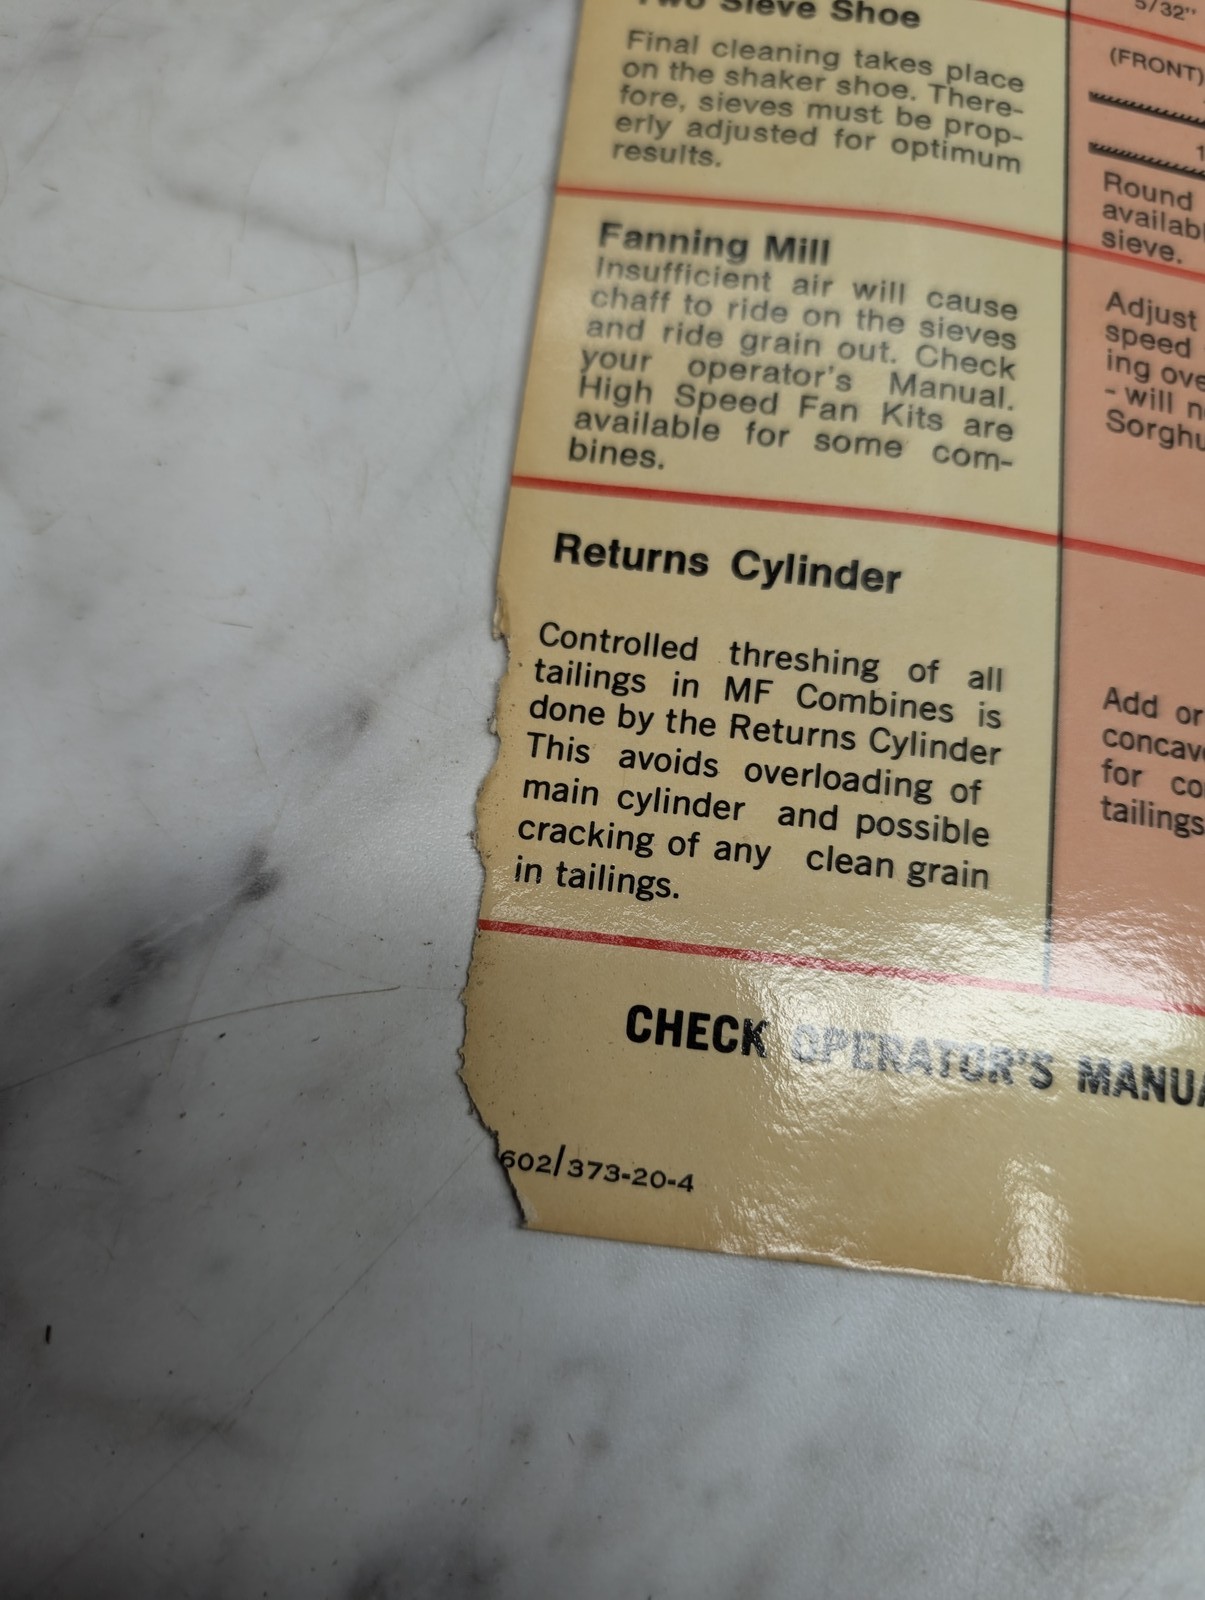 Two Sieve Shoe
Final cleaning takes place
on the shaker shoe. There-
fore, sieves must be prop-
erly adjusted for optimum
results.
Fanning Mill
Insufficient air will cause
chaff to ride on the sieves
and ride grain out. Check
your operator's Manual.
High Speed Fan Kits are
available for some com-
bines.
Returns Cylinder
Controlled threshing of all
tailings in MF Combines is
done by the Returns Cylinder
This avoids overloading of
main cylinder and possible
cracking of any clean grain
in tailings.
5/32"
(FRONT)
1
Round
availab
sieve.
Adjust
speed
ing ove
- will n
Sorghu
Add or
concav
for co
tailings
CHECK OPERATOR'S MANUA
602/373-20-4